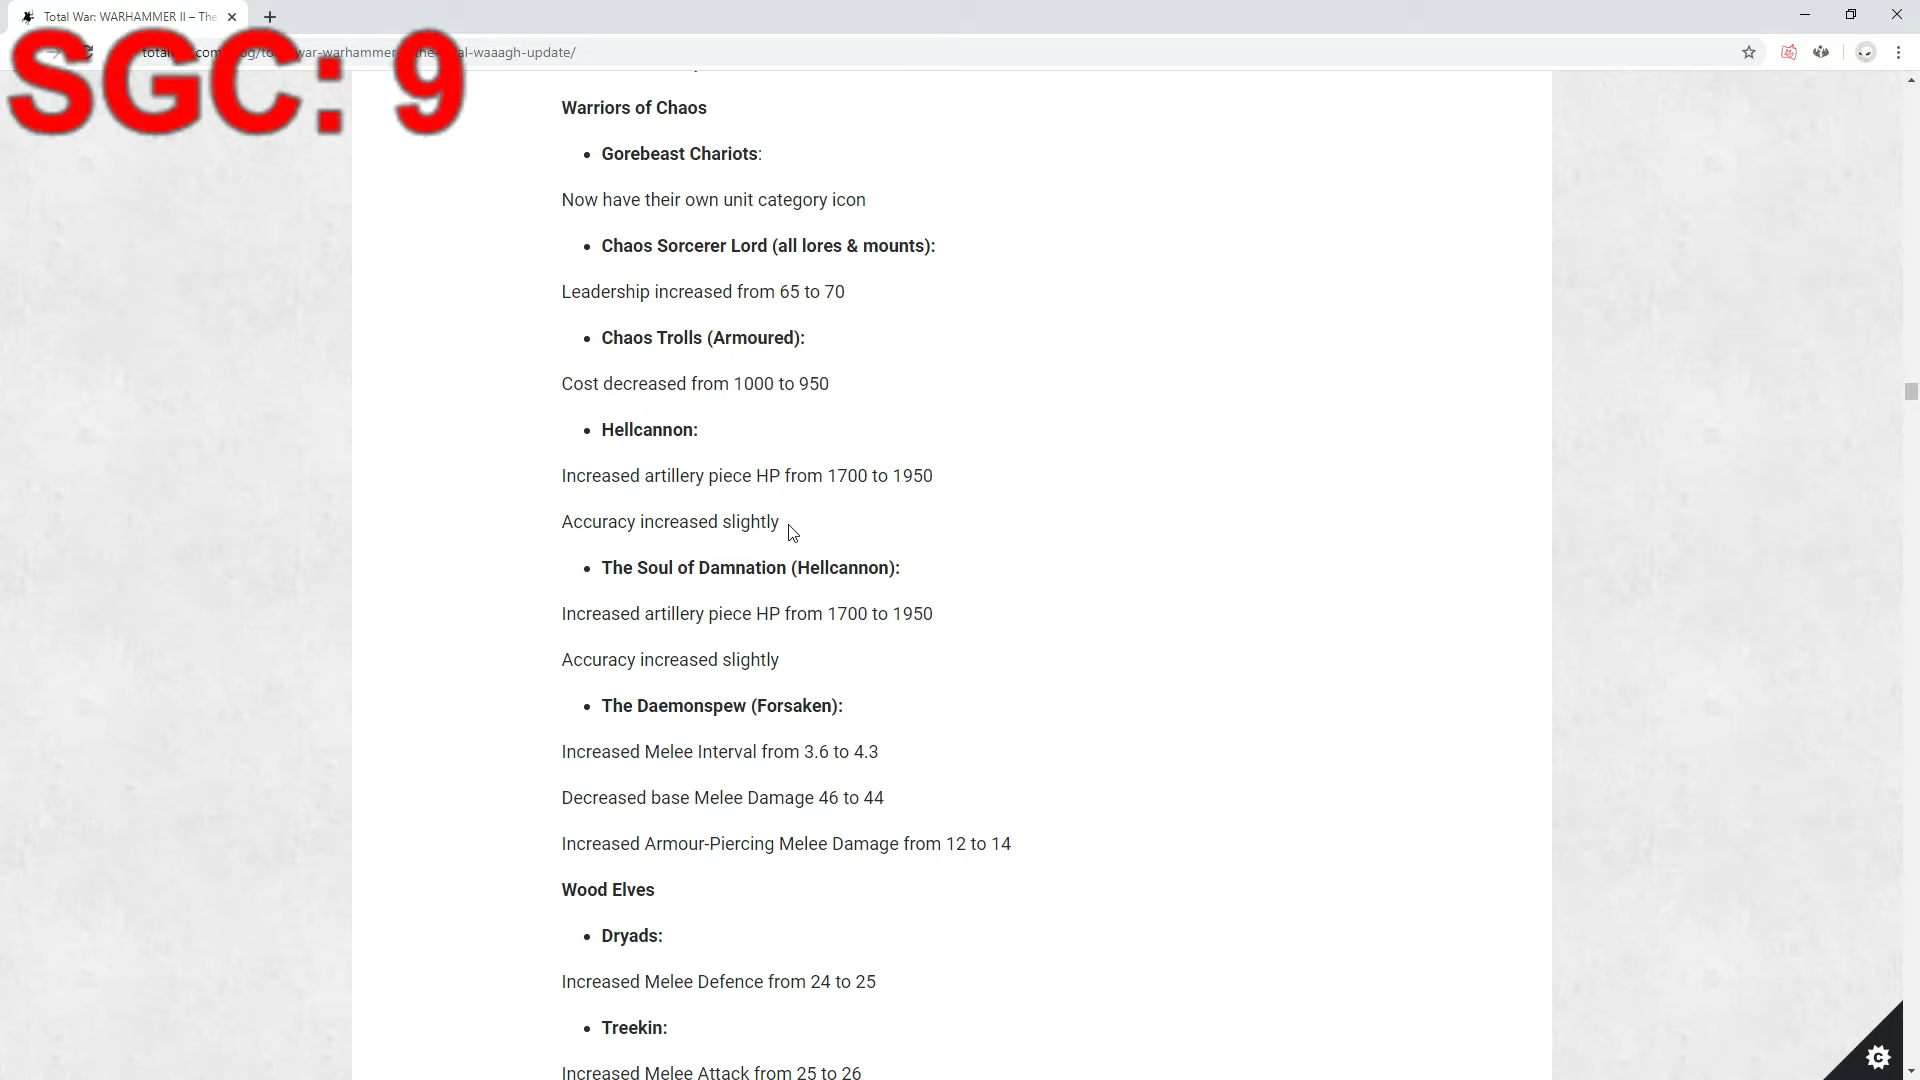 Total War: WARHAMMER II – The
SGC: 9
-warhammer-
-waaagh-update/
Warriors of Chaos
• Gorebeast Chariots:
Now have their own unit category icon
• Chaos Sorcerer Lord (all lores & mounts):
Leadership increased from 65 to 70
• Chaos Trolls (Armoured):
Cost decreased from 1000 to 950
• Hellcannon:
Increased artillery piece HP from 1700 to 1950
Accuracy increased slightly
• The Soul of Damnation (Hellcannon):
Increased artillery piece HP from 1700 to 1950
Accuracy increased slightly
• The Daemonspew (Forsaken):
Increased Melee Interval from 3.6 to 4.3
Decreased base Melee Damage 46 to 44
Increased Armour-Piercing Melee Damage from 12 to 14
Wood Elves
• Dryads:
Increased Melee Defence from 24 to 25
• Treekin:
Increased Melee Attack from 25 to 26